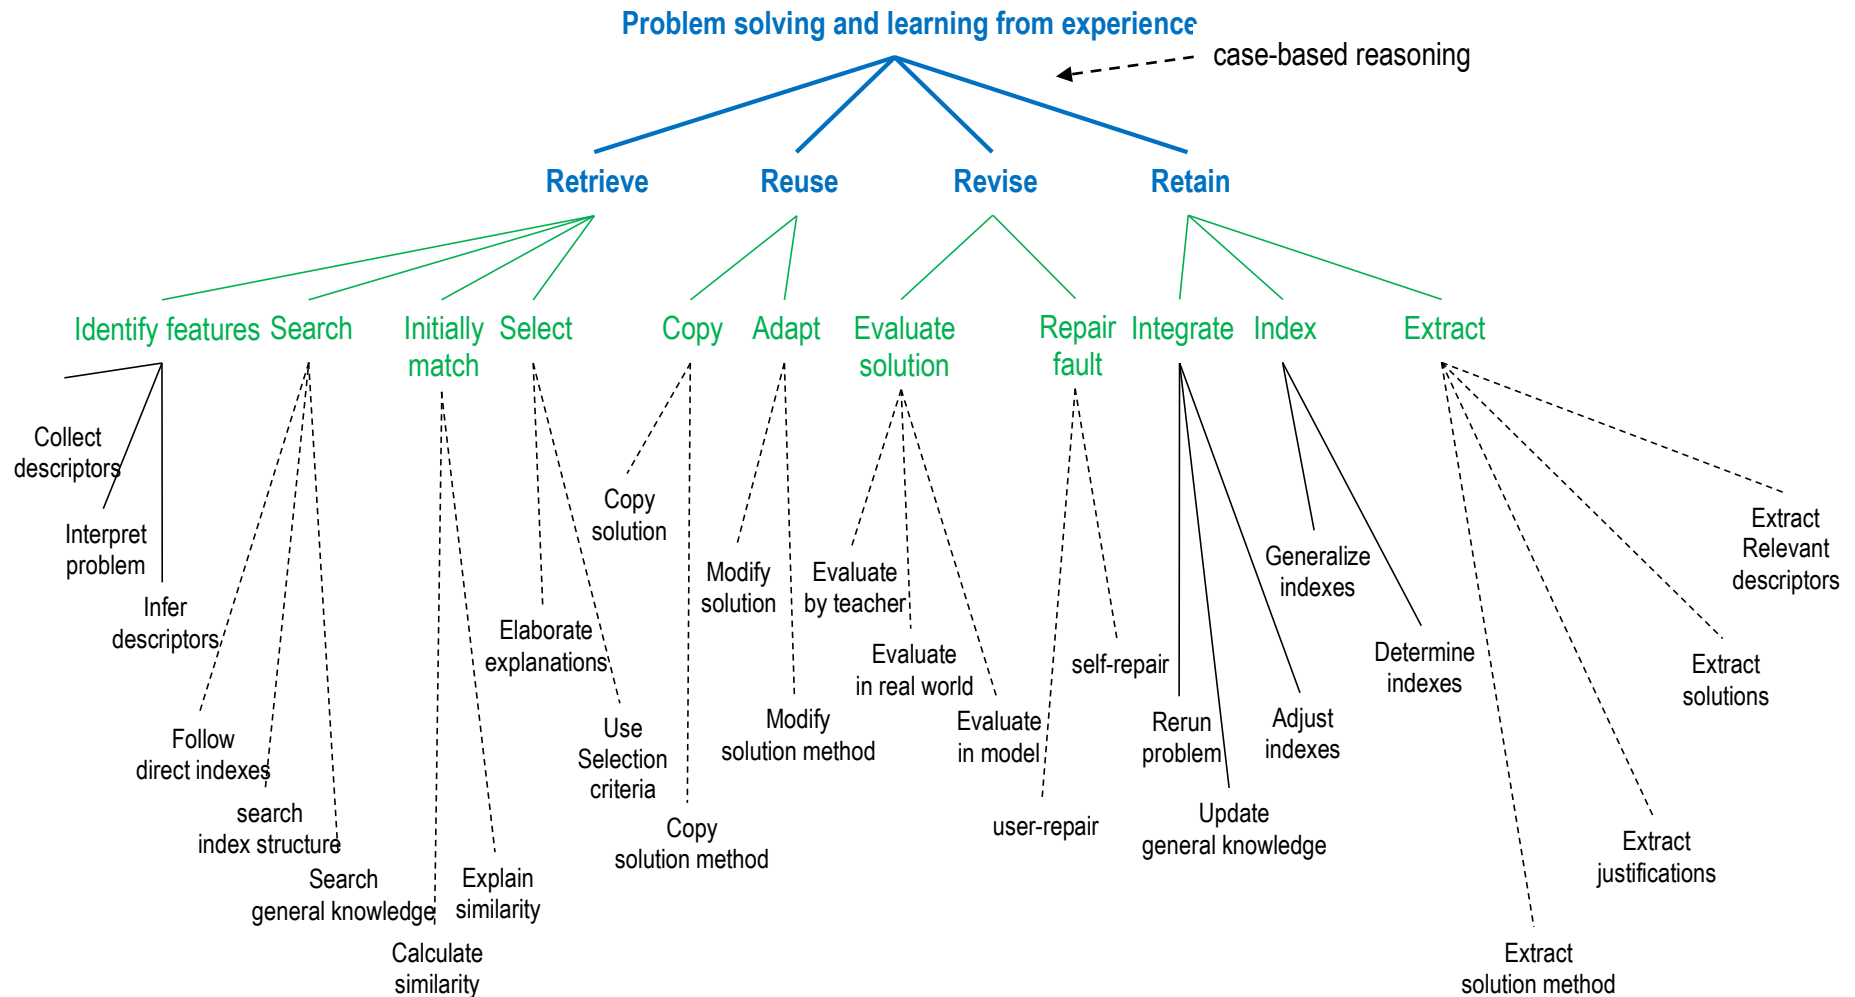 Problem solving and learning from experience
case-based reasoning
Retrieve
Reuse
Revise
Retain
Identify features
Search
Initially
match
Select
Copy
Adapt
Evaluate
solution
Repair
fault
Integrate
Index
Extract
Collect
descriptors
Interpret
problem
Infer
descriptors
Follow
direct indexes
search
index structure
Search
general knowledge
Calculate
similarity
Explain
similarity
Elaborate
explanations
Use
Selection
criteria
Copy
solution
Copy
solution method
Modify
solution
Modify
solution method
Evaluate
by teacher
Evaluate
in real world
Evaluate
in model
self-repair
user-repair
Rerun
problem
Update
general knowledge
Adjust
indexes
Generalize
indexes
Determine
indexes
Extract
Relevant
descriptors
Extract
solutions
Extract
justifications
Extract
solution method